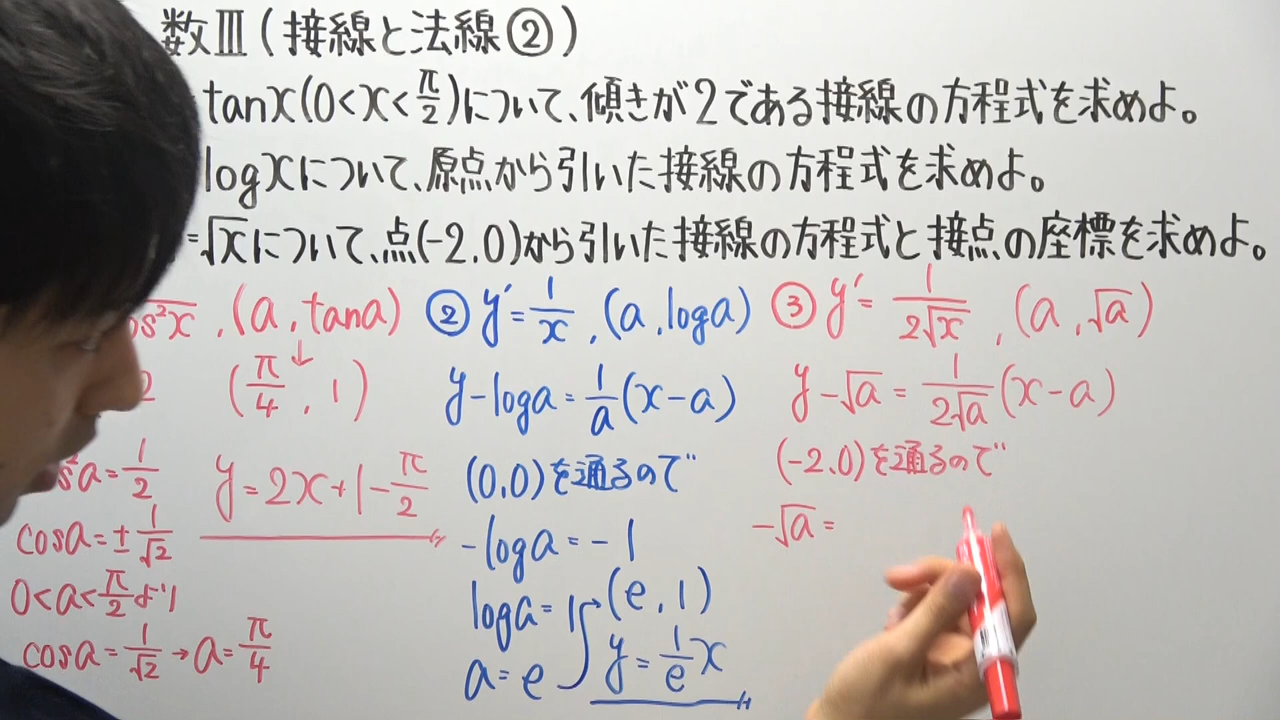 数Ⅲ(接線と法線②)
tanx(0<x<π/2)について、傾きが2である接線の方程式を求めよ。
logxについて、原点から引いた接線の方程式を求めよ。
=√xについて、点(-2,0)から引いた接線の方程式と接点の座標を求めよ。
os²x , (a, tana)
↓
2 (π/4, 1)
s²a=1/2
y=2x+1-π/2
cosa=±1/√2
0<a<π/2より
cosa=1/√2→a=π/4
② y'=1/x , (a, loga)
y-loga=1/a(x-a)
(0,0)を通るので
-loga=-1
loga=1→(e, 1)
a=e
y=1/e x
③ y'=1/2√x , (a, √a)
y-√a=1/2√a(x-a)
(-2,0)を通るので
-√a=